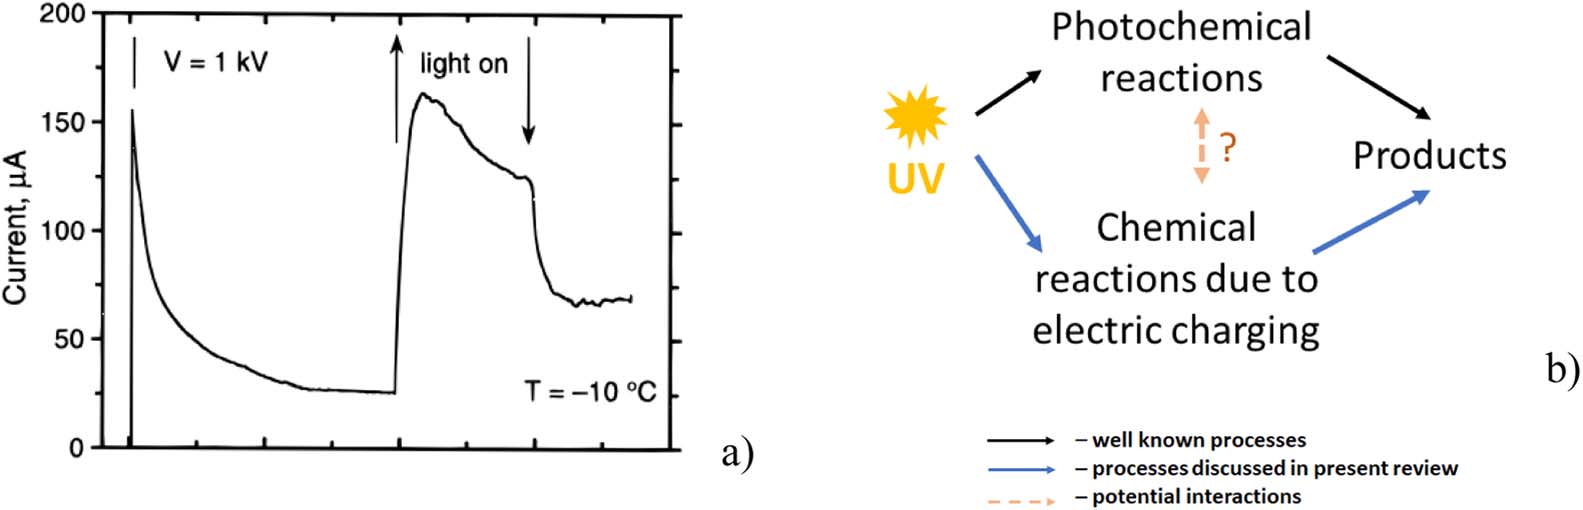 200
150
100
50
0
Current, μA
V = 1 kV
light on
T = –10 °C
a)
UV
Photochemical
reactions
?
Chemical
reactions due to
electric charging
Products
b)
– well known processes
– processes discussed in present review
– potential interactions